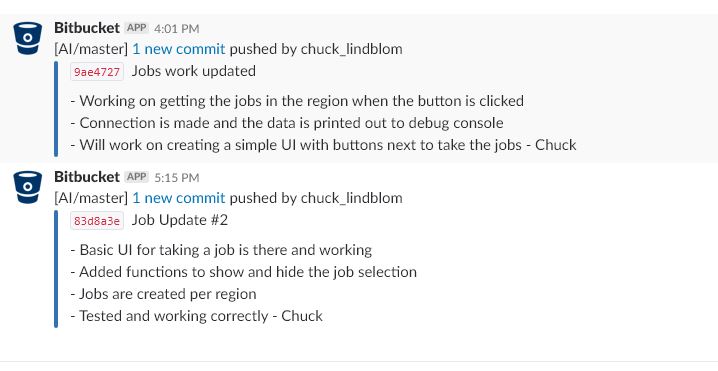 Bitbucket APP 4:01 PM
[AI/master] 1 new commit pushed by chuck_lindblom
9ae4727 Jobs work updated
- Working on getting the jobs in the region when the button is clicked
- Connection is made and the data is printed out to debug console
- Will work on creating a simple UI with buttons next to take the jobs - Chuck
Bitbucket APP 5:15 PM
[AI/master] 1 new commit pushed by chuck_lindblom
83d8a3e Job Update #2
- Basic UI for taking a job is there and working
- Added functions to show and hide the job selection
- Jobs are created per region
- Tested and working correctly - Chuck